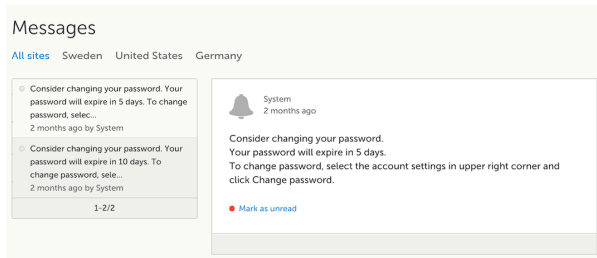 Messages
All sites Sweden United States Germany
Consider changing your password. Your
password will expire in 5 days. To change
password, selec...
2 months ago by System
Consider changing your password. Your
password will expire in 10 days. To
change password, sele...
2 months ago by System
1-2/2
System
2 months ago
Consider changing your password.
Your password will expire in 5 days.
To change password, select the account settings in upper right corner and
click Change password.
Mark as unread